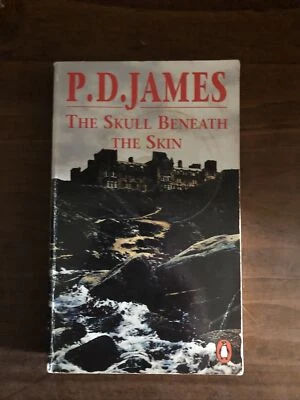 P.D.JAMES
THE SKULL BENEATH
THE SKIN